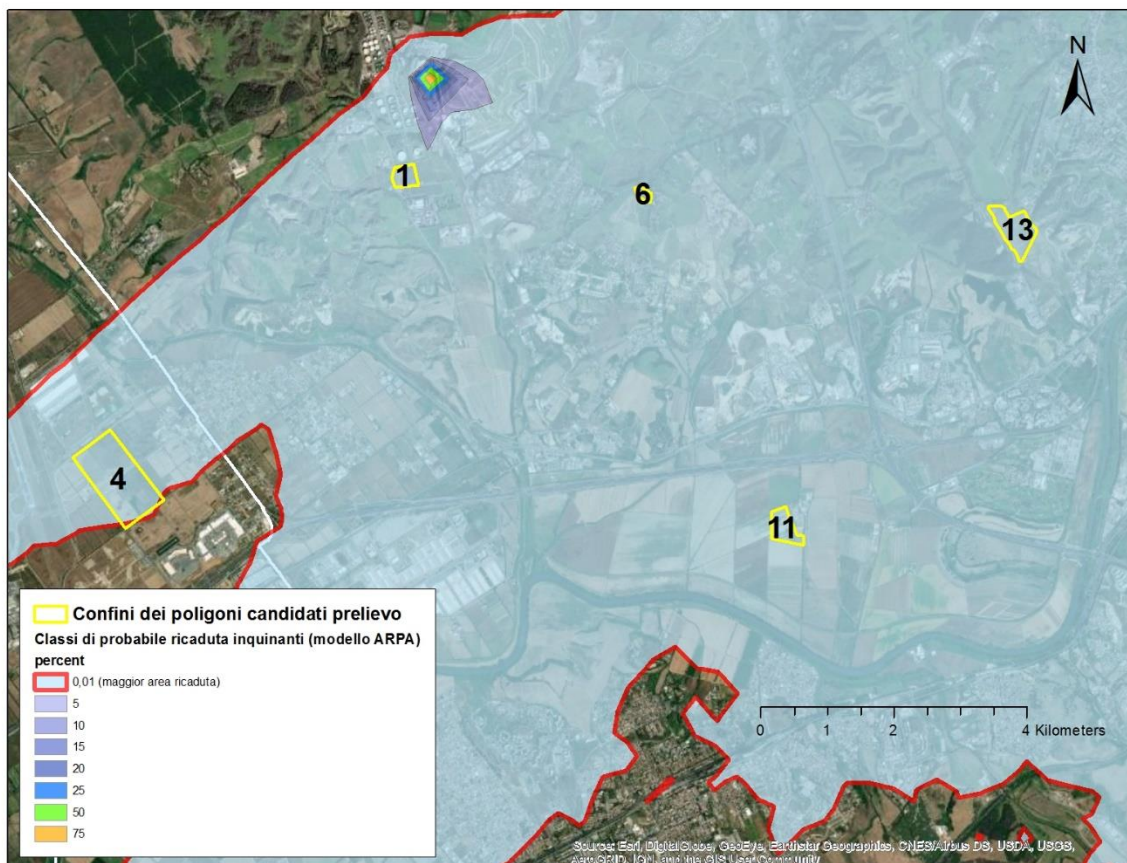 N
1
6
13
4
11
Confini dei poligoni candidati prelievo
Classi di probabile ricaduta inquinanti (modello ARPA)
percent
0,01 (maggior area ricaduta)
5
10
15
20
25
50
75
0 1 2 4 Kilometers
Source: Esri, DigitalGlobe, GeoEye, Earthstar Geographics, CNES/Airbus DS, USDA, USGS,
AeroGRID, IGN, and the GIS User Community